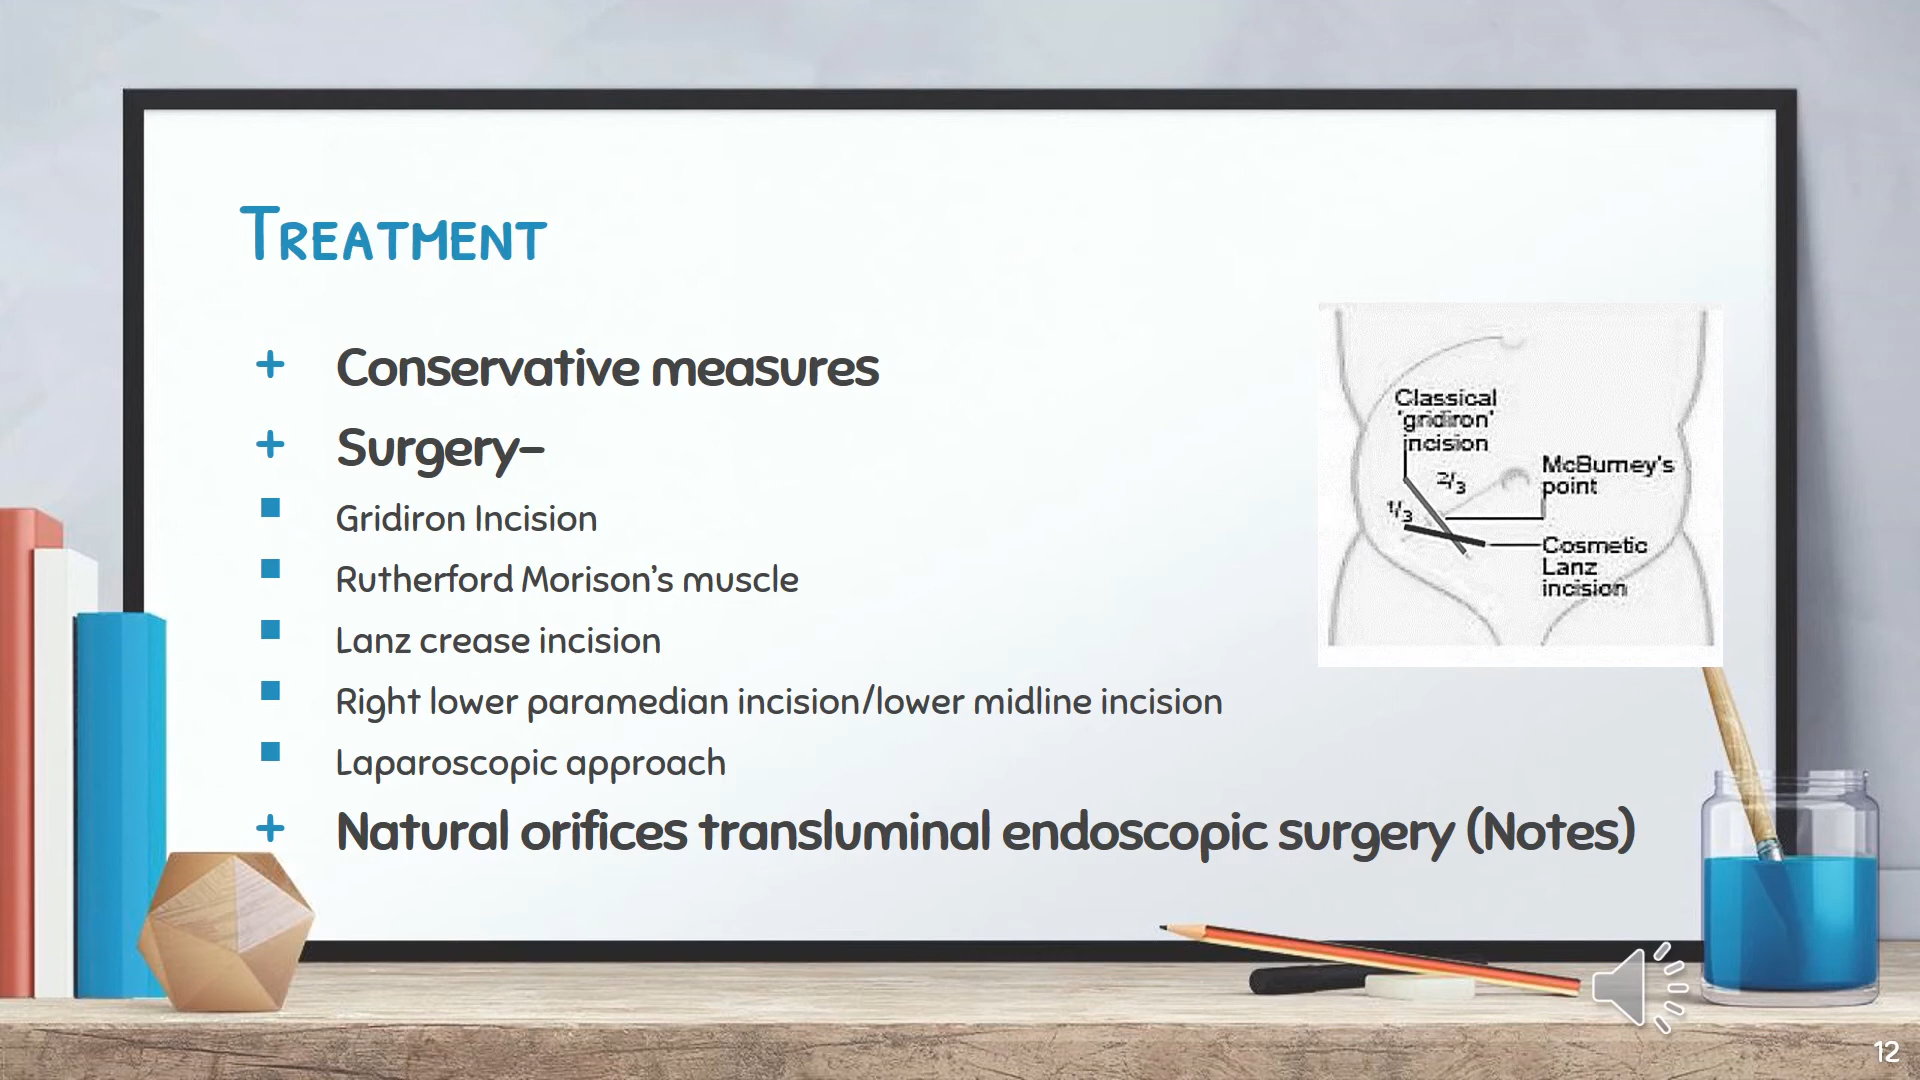 Treatment
+ Conservative measures
+ Surgery–
▪ Gridiron Incision
▪ Rutherford Morison’s muscle
▪ Lanz crease incision
▪ Right lower paramedian incision/lower midline incision
▪ Laparoscopic approach
+ Natural orifices transluminal endoscopic surgery (Notes)
Classical
'gridiron'
incision
2/3
1/3
McBurney's
point
Cosmetic
Lanz
incision
12